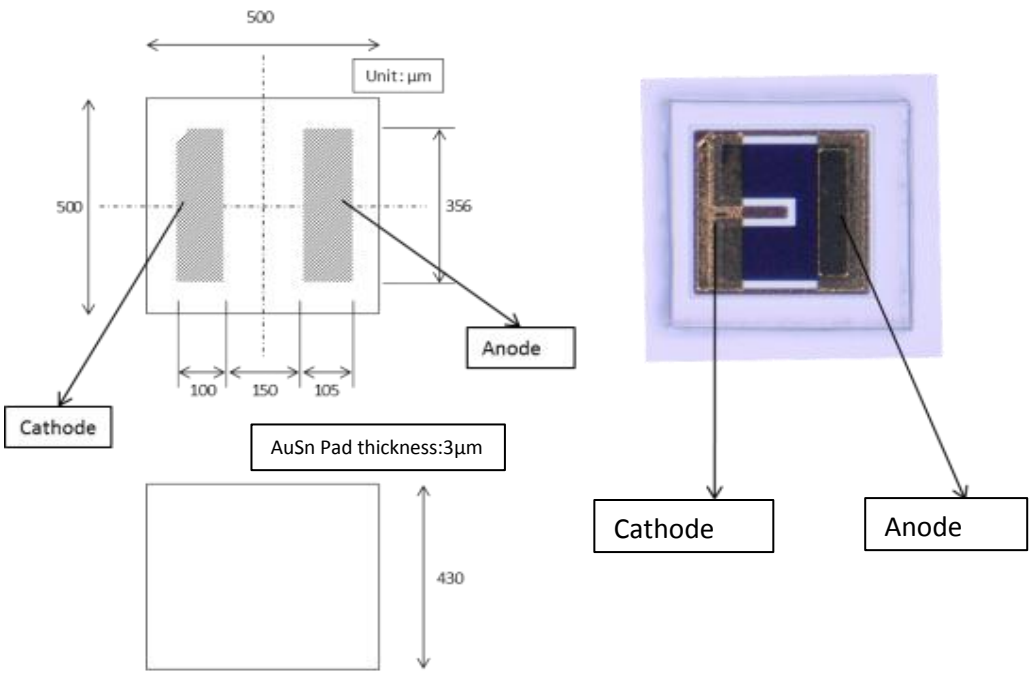 500
Unit: μm
500
356
Anode
100
150
105
Cathode
AuSn Pad thickness:3μm
430
Cathode
Anode